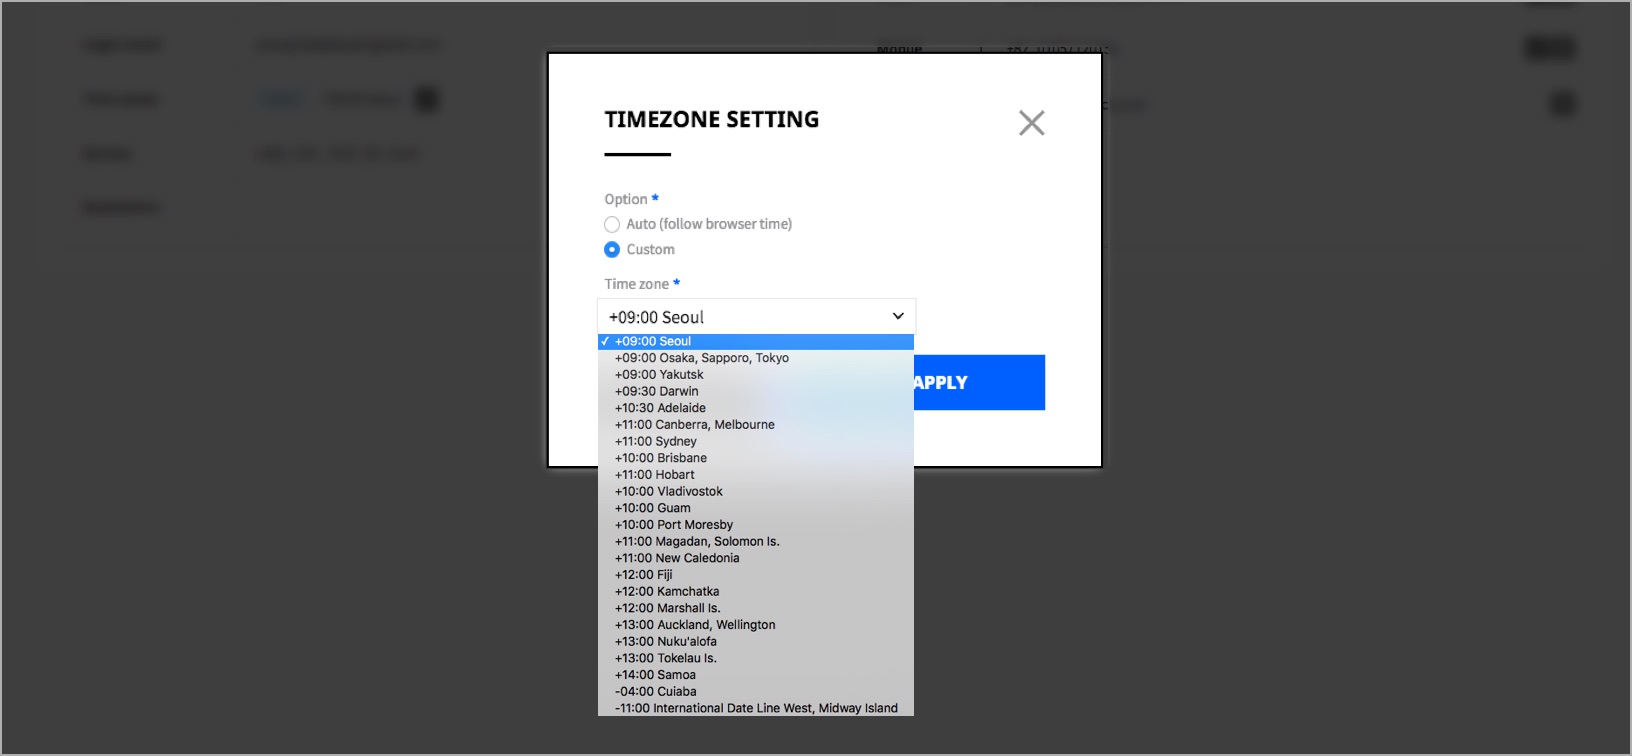 Mobile
TIMEZONE SETTING
Option *
Auto (follow browser time)
Custom
Time zone *
+09:00 Seoul
✓ +09:00 Seoul
+09:00 Osaka, Sapporo, Tokyo
+09:00 Yakutsk
+09:30 Darwin
+10:30 Adelaide
+11:00 Canberra, Melbourne
+11:00 Sydney
+10:00 Brisbane
+11:00 Hobart
+10:00 Vladivostok
+10:00 Guam
+10:00 Port Moresby
+11:00 Magadan, Solomon Is.
+11:00 New Caledonia
+12:00 Fiji
+12:00 Kamchatka
+12:00 Marshall Is.
+13:00 Auckland, Wellington
+13:00 Nuku'alofa
+13:00 Tokelau Is.
+14:00 Samoa
-04:00 Cuiaba
-11:00 International Date Line West, Midway Island
APPLY